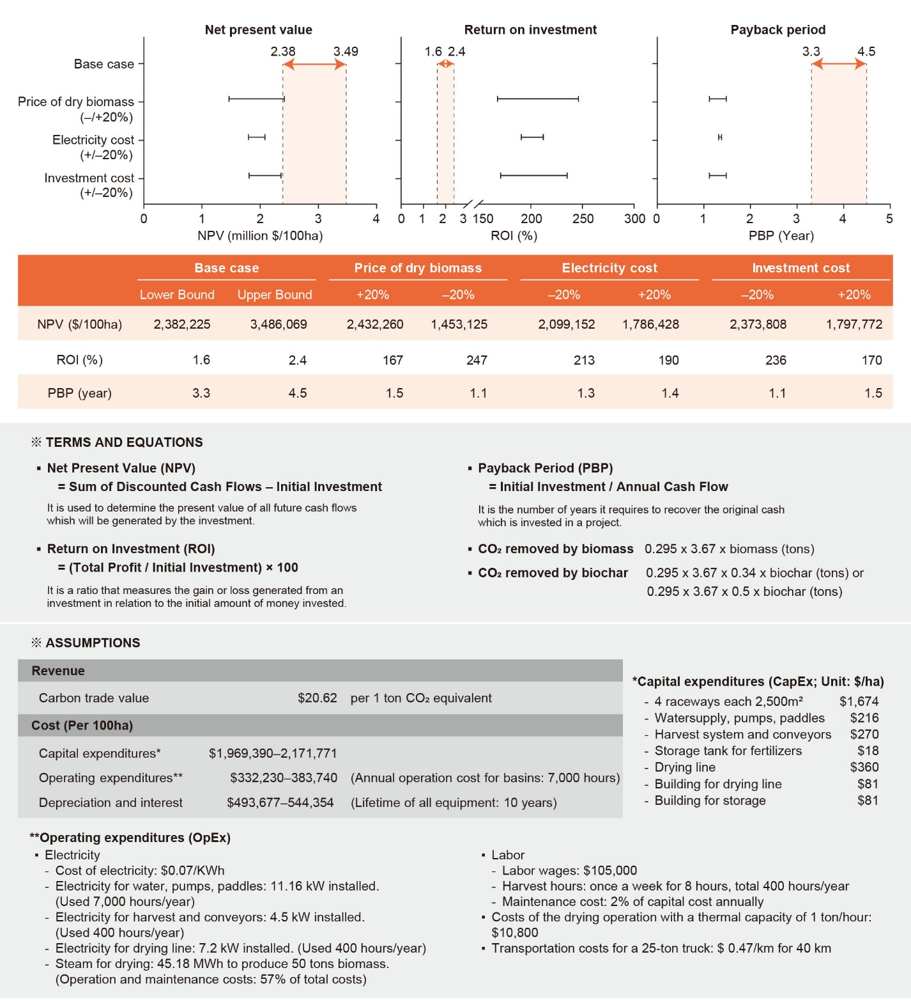 Net present value
Return on investment
Payback period
2.38 3.49
1.6 2.4
3.3 4.5
Base case
Price of dry biomass
(–/+20%)
Electricity cost
(+/–20%)
Investment cost
(+/–20%)
0 1 2 3 4
0 1 2 3 150 200 250 300
0 1 2 3 4 5
NPV (million $/100ha)
ROI (%)
PBP (Year)
Base case Price of dry biomass Electricity cost Investment cost
Lower Bound Upper Bound +20% –20% –20% +20% –20% +20%
NPV ($/100ha) 2,382,225 3,486,069 2,432,260 1,453,125 2,099,152 1,786,428 2,373,808 1,797,772
ROI (%) 1.6 2.4 167 247 213 190 236 170
PBP (year) 3.3 4.5 1.5 1.1 1.3 1.4 1.1 1.5
※ TERMS AND EQUATIONS
▪ Net Present Value (NPV)
= Sum of Discounted Cash Flows – Initial Investment
It is used to determine the present value of all future cash flows
whish will be generated by the investment.
▪ Return on Investment (ROI)
= (Total Profit / Initial Investment) × 100
It is a ratio that measures the gain or loss generated from an
investment in relation to the initial amount of money invested.
▪ Payback Period (PBP)
= Initial Investment / Annual Cash Flow
It is the number of years it requires to recover the original cash
which is invested in a project.
▪ CO₂ removed by biomass 0.295 x 3.67 x biomass (tons)
▪ CO₂ removed by biochar 0.295 x 3.67 x 0.34 x biochar (tons) or
0.295 x 3.67 x 0.5 x biochar (tons)
※ ASSUMPTIONS
Revenue
Carbon trade value $20.62 per 1 ton CO₂ equivalent
Cost (Per 100ha)
Capital expenditures* $1,969,390–2,171,771
Operating expenditures** $332,230–383,740 (Annual operation cost for basins: 7,000 hours)
Depreciation and interest $493,677–544,354 (Lifetime of all equipment: 10 years)
*Capital expenditures (CapEx; Unit: $/ha)
- 4 raceways each 2,500m² $1,674
- Watersupply, pumps, paddles $216
- Harvest system and conveyors $270
- Storage tank for fertilizers $18
- Drying line $360
- Building for drying line $81
- Building for storage $81
**Operating expenditures (OpEx)
▪ Electricity
- Cost of electricity: $0.07/KWh
- Electricity for water, pumps, paddles: 11.16 kW installed.
(Used 7,000 hours/year)
- Electricity for harvest and conveyors: 4.5 kW installed.
(Used 400 hours/year)
- Electricity for drying line: 7.2 kW installed. (Used 400 hours/year)
- Steam for drying: 45.18 MWh to produce 50 tons biomass.
(Operation and maintenance costs: 57% of total costs)
▪ Labor
- Labor wages: $105,000
- Harvest hours: once a week for 8 hours, total 400 hours/year
- Maintenance cost: 2% of capital cost annually
▪ Costs of the drying operation with a thermal capacity of 1 ton/hour:
$10,800
▪ Transportation costs for a 25-ton truck: $ 0.47/km for 40 km